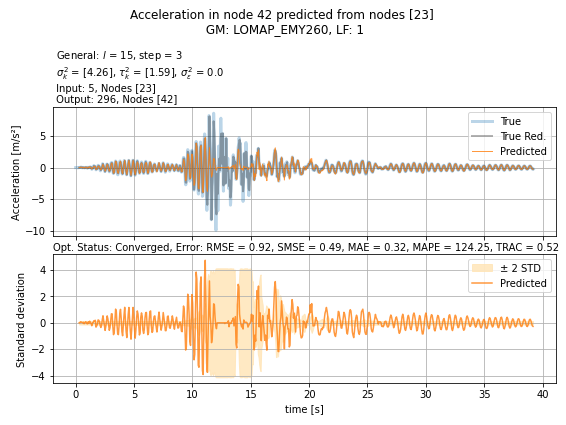 Acceleration in node 42 predicted from nodes [23]
GM: LOMAP_EMY260, LF: 1
General: l = 15, step = 3
σ²ₖ = [4.26], τ²ₖ = [1.59], σ²ε = 0.0
Input: 5, Nodes [23]
Output: 296, Nodes [42]
Acceleration [m/s²]
5
0
−5
−10
True
True Red.
Predicted
Opt. Status: Converged, Error: RMSE = 0.92, SMSE = 0.49, MAE = 0.32, MAPE = 124.25, TRAC = 0.52
Standard deviation
4
2
0
−2
−4
± 2 STD
Predicted
0 5 10 15 20 25 30 35 40
time [s]